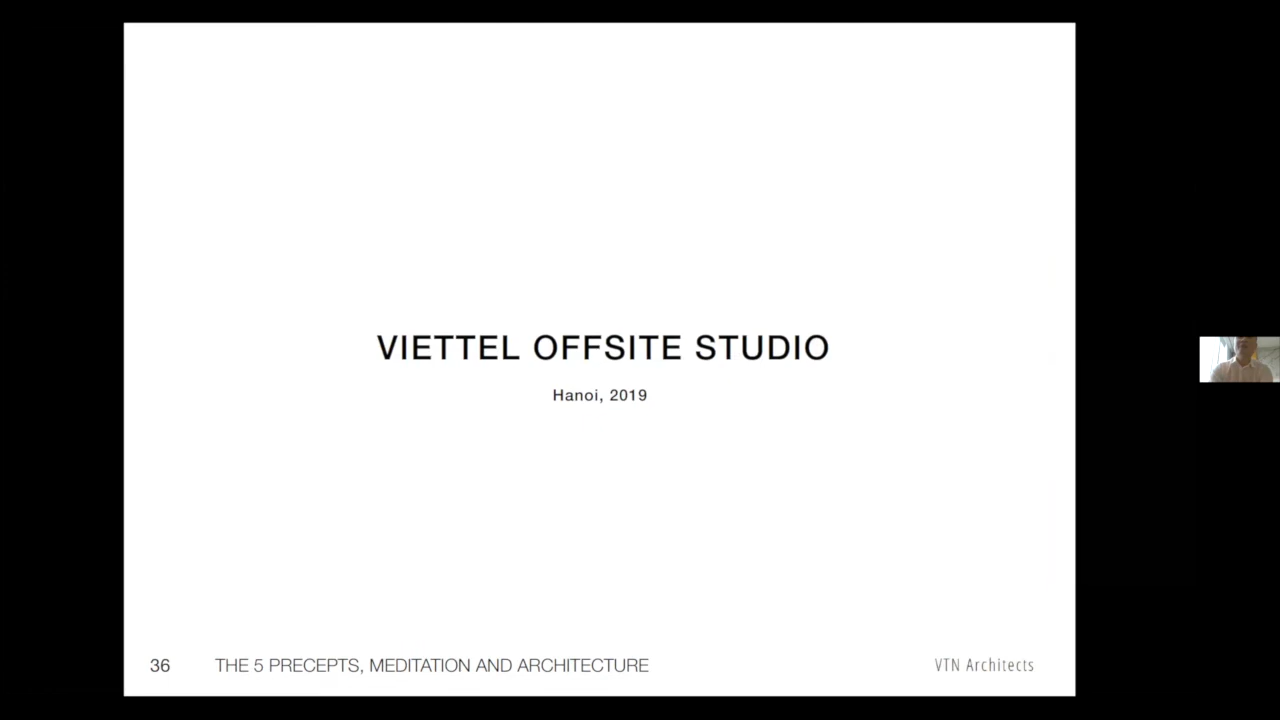 VIETTEL OFFSITE STUDIO
Hanoi, 2019
36 THE 5 PRECEPTS, MEDITATION AND ARCHITECTURE VTN Architects